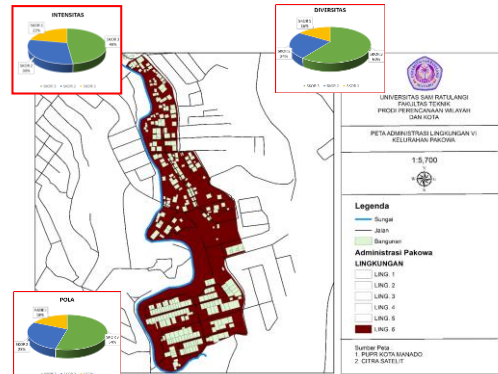 INTENSITAS
DIVERSITAS
UNIVERSITAS SAM RATULANGI
FAKULTAS TEKNIK
PRODI PERENCANAAN WILAYAH
DAN KOTA
PETA ADMINISTRASI LINGKUNGAN VI
KELURAHAN PAKOWA
1:5,700
Legenda
Sungai
Jalan
Bangunan
Administrasi Pakowa
LINGKUNGAN
LING. 1
LING. 2
LING. 3
LING. 4
LING. 5
LING. 6
Sumber Peta :
1. PUPR KOTA MANADO
2. CITRA SATELIT
POLA